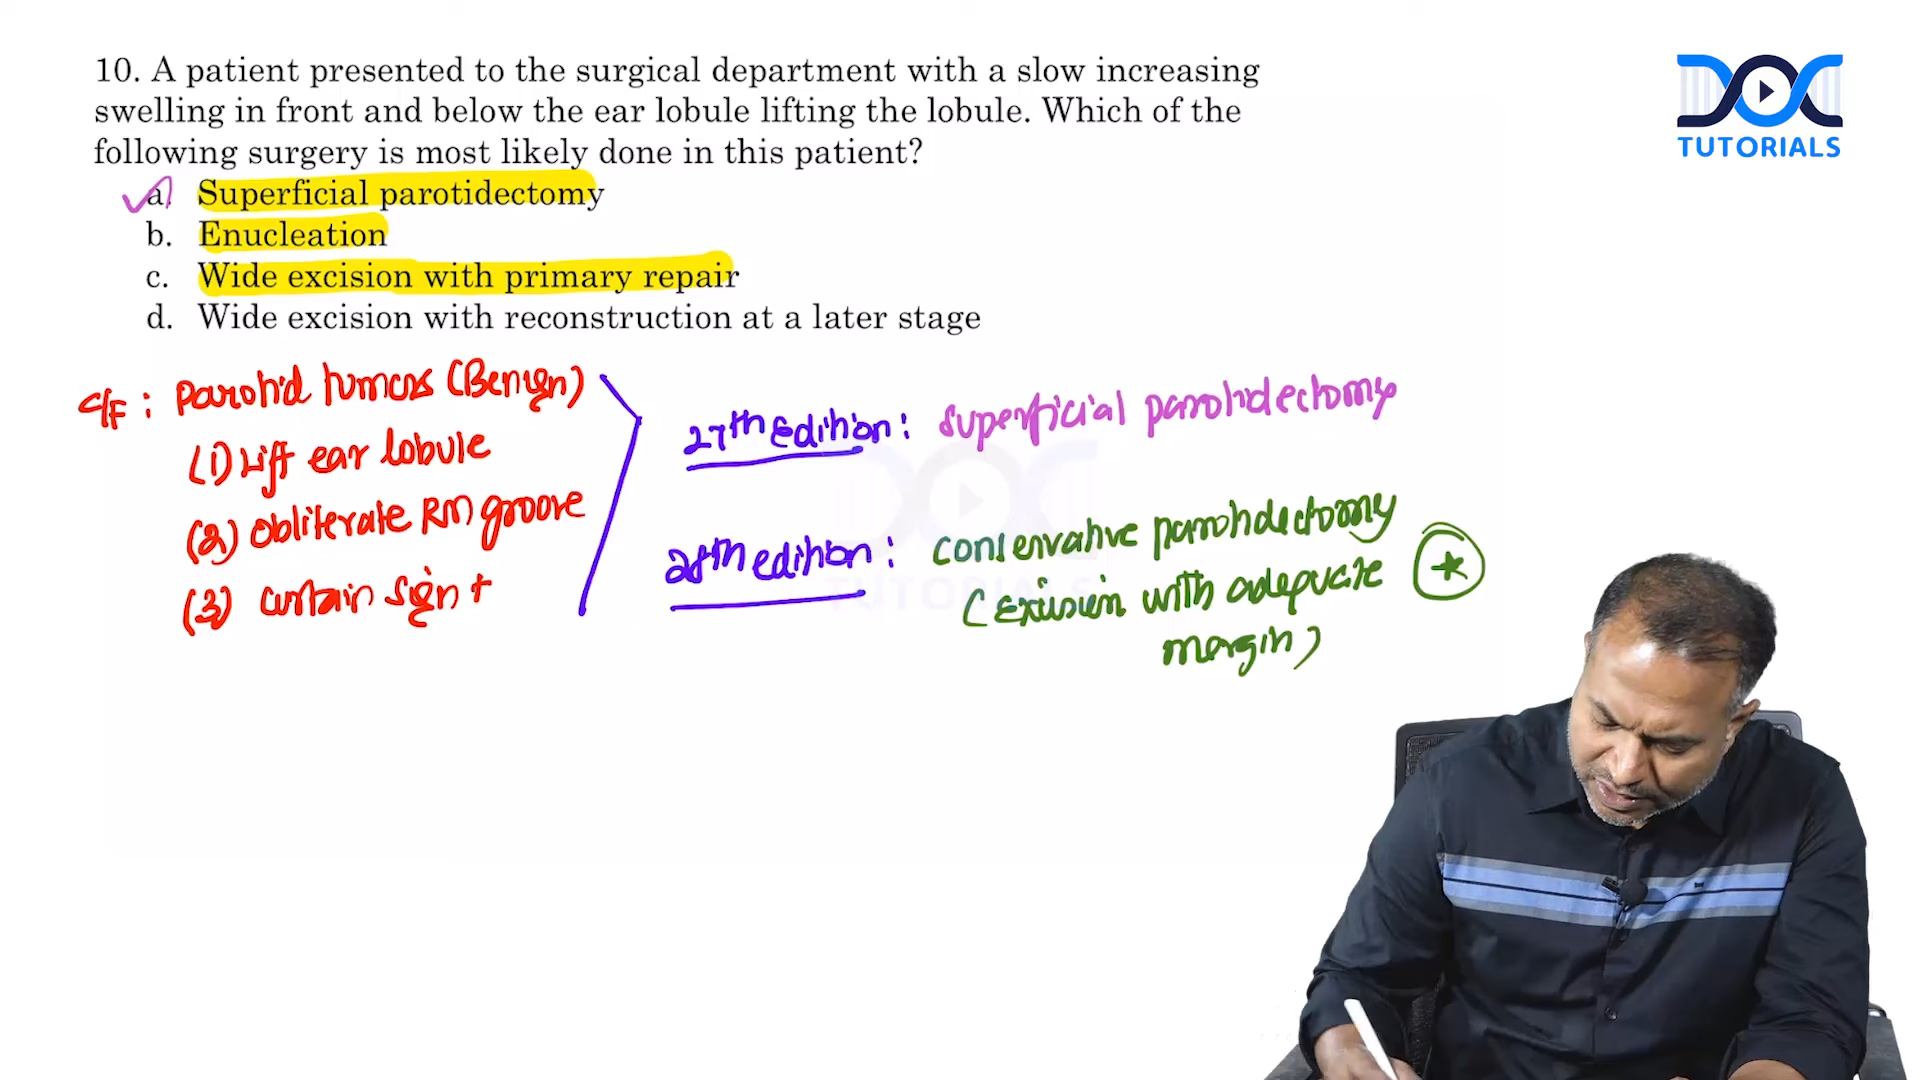 10. A patient presented to the surgical department with a slow increasing
swelling in front and below the ear lobule lifting the lobule. Which of the
following surgery is most likely done in this patient?
a. Superficial parotidectomy
b. Enucleation
c. Wide excision with primary repair
d. Wide excision with reconstruction at a later stage
TUTORIALS
C/F : Parotid tumors (Benign)
(1) Lift ear lobule
(2) Obliterate RM groove
(3) curtain sign +
27th Edition : superficial parotidectomy
28th edition : conservative parotidectomy
(Excision with adequate
margin)
TUTORIALS